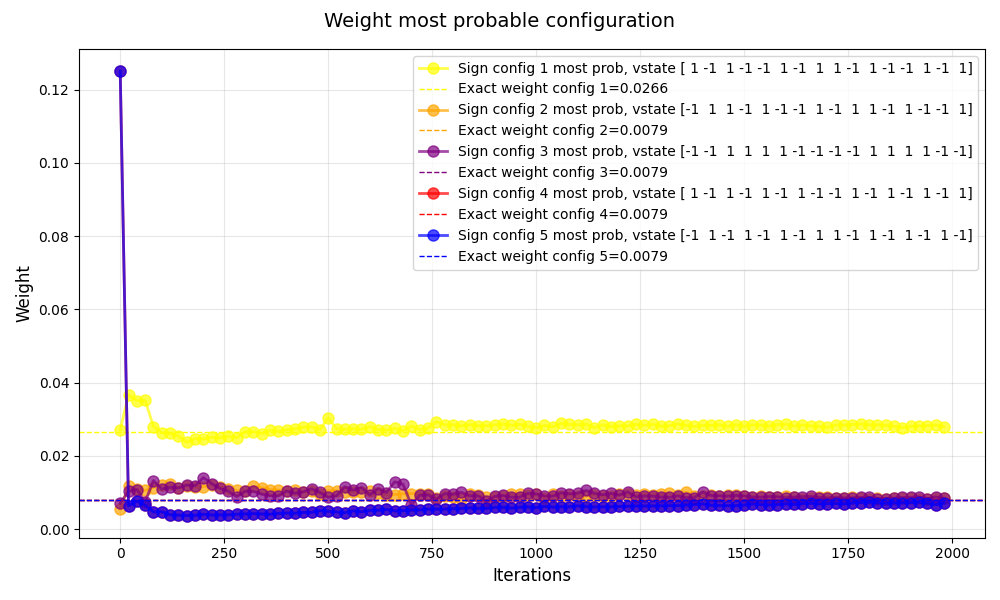 Weight most probable configuration
Weight
0.12
0.10
0.08
0.06
0.04
0.02
0.00
Sign config 1 most prob, vstate [ 1 -1  1 -1 -1  1 -1  1  1 -1  1 -1 -1  1 -1  1]
Exact weight config 1=0.0266
Sign config 2 most prob, vstate [-1  1  1 -1  1 -1 -1  1 -1  1  1 -1  1 -1 -1  1]
Exact weight config 2=0.0079
Sign config 3 most prob, vstate [-1 -1  1  1  1  1 -1 -1 -1 -1  1  1  1  1 -1 -1]
Exact weight config 3=0.0079
Sign config 4 most prob, vstate [ 1 -1  1 -1  1 -1  1 -1 -1  1 -1  1 -1  1 -1  1]
Exact weight config 4=0.0079
Sign config 5 most prob, vstate [-1  1 -1  1 -1  1 -1  1  1 -1  1 -1  1 -1  1 -1]
Exact weight config 5=0.0079
0
250
500
750
1000
1250
1500
1750
2000
Iterations